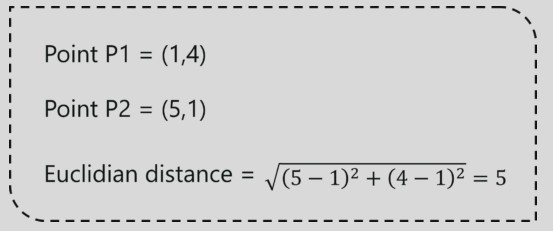 Point P1 = (1,4)
Point P2 = (5,1)
Euclidian distance = √(5 − 1)² + (4 − 1)² = 5